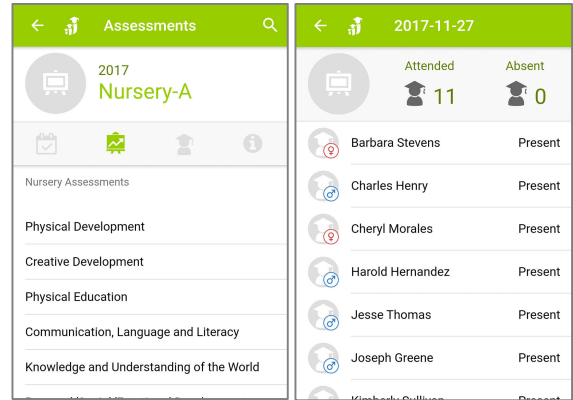 Assessments
2017
Nursery-A
Nursery Assessments
Physical Development
Creative Development
Physical Education
Communication, Language and Literacy
Knowledge and Understanding of the World
2017-11-27
Attended Absent
11 0
Barbara Stevens Present
Charles Henry Present
Cheryl Morales Present
Harold Hernandez Present
Jesse Thomas Present
Joseph Greene Present